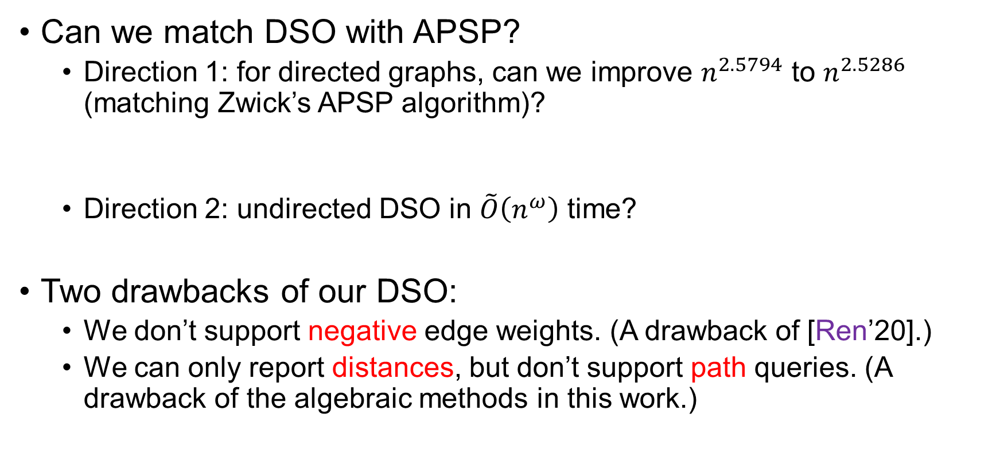 • Can we match DSO with APSP?
• Direction 1: for directed graphs, can we improve $n^{2.5794}$ to $n^{2.5286}$
(matching Zwick’s APSP algorithm)?
• Direction 2: undirected DSO in $\tilde{O}(n^{\omega})$ time?
• Two drawbacks of our DSO:
• We don’t support negative edge weights. (A drawback of [Ren’20].)
• We can only report distances, but don’t support path queries. (A
drawback of the algebraic methods in this work.)